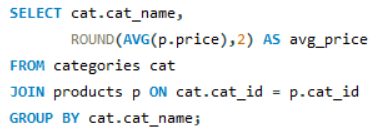 SELECT cat.cat_name,
ROUND(AVG(p.price),2) AS avg_price
FROM categories cat
JOIN products p ON cat.cat_id = p.cat_id
GROUP BY cat.cat_name;